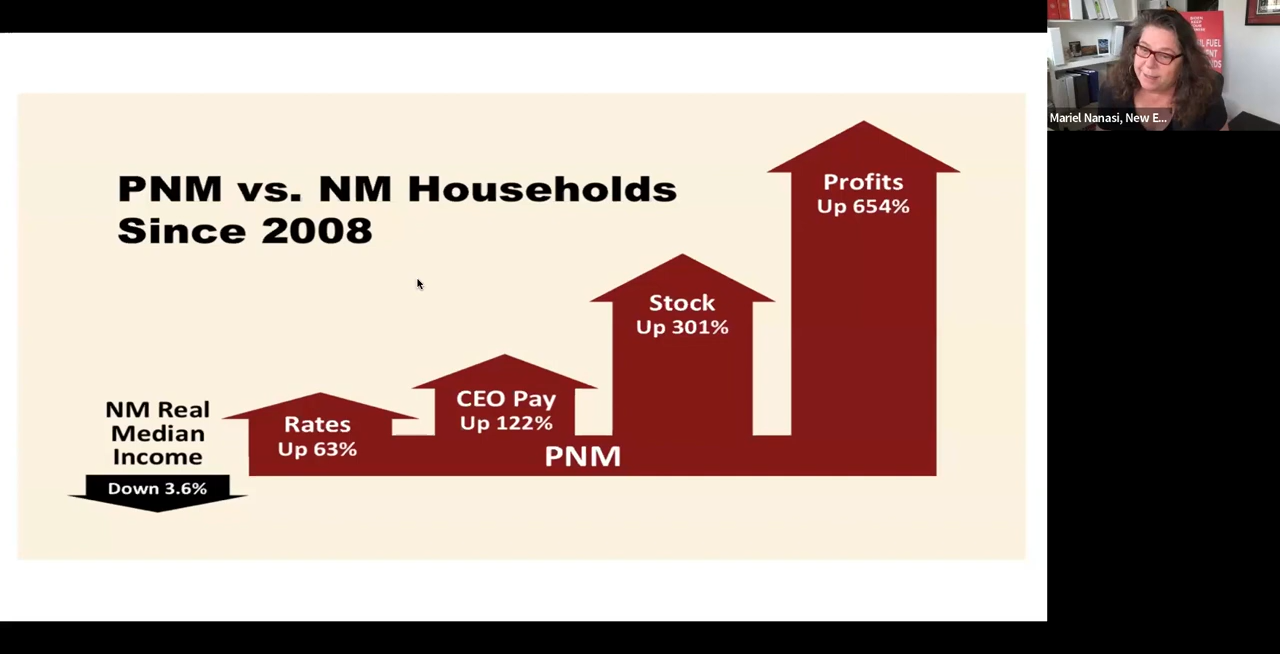 PNM vs. NM Households
Since 2008
NM Real
Median
Income
Down 3.6%
Rates
Up 63%
CEO Pay
Up 122%
Stock
Up 301%
Profits
Up 654%
PNM
Mariel Nanasi, New E...